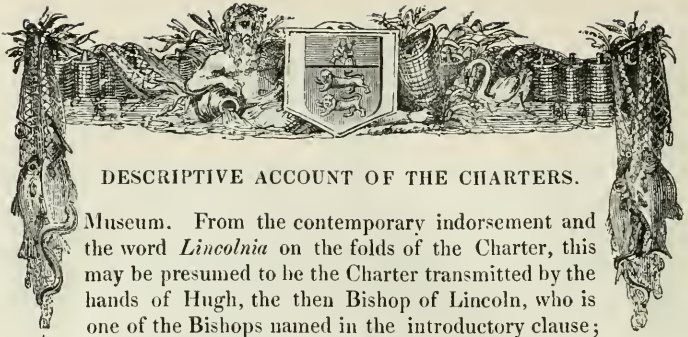 DESCRIPTIVE ACCOUNT OF THE CHARTERS.
Museum. From the contemporary indorsement and
the word Lincolnia on the folds of the Charter, this
may be presumed to be the Charter transmitted by the
hands of Hugh, the then Bishop of Lincoln, who is
one of the Bishops named in the introductory clause;